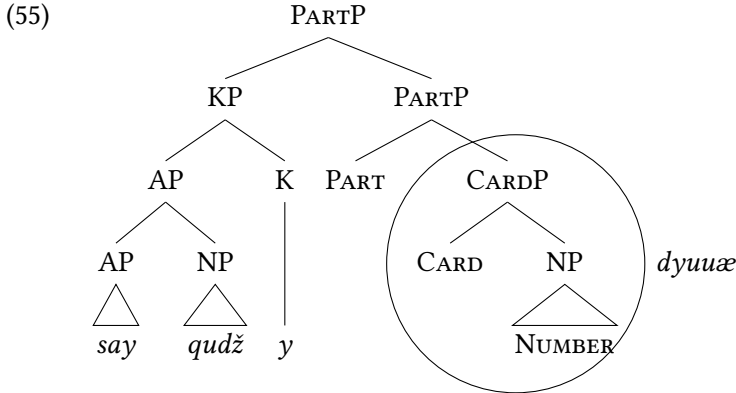 (55) PARTP
KP PARTP
AP K PART CARDP
AP NP CARD NP dyuuæ
say qudž y NUMBER